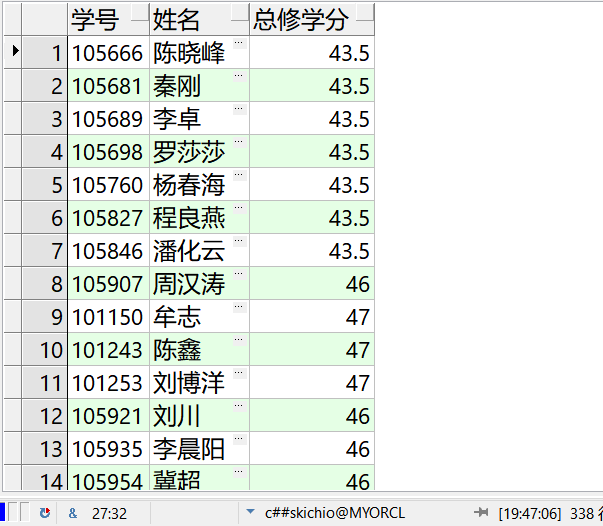 学号 姓名 总修学分
1 105666 陈晓峰 43.5
2 105681 秦刚 43.5
3 105689 李卓 43.5
4 105698 罗莎莎 43.5
5 105760 杨春海 43.5
6 105827 程良燕 43.5
7 105846 潘化云 43.5
8 105907 周汉涛 46
9 101150 牟志 47
10 101243 陈鑫 47
11 101253 刘博洋 47
12 105921 刘川 46
13 105935 李晨阳 46
14 105954 冀超 46
& 27:32 c##skichio@MYORCL [19:47:06] 338